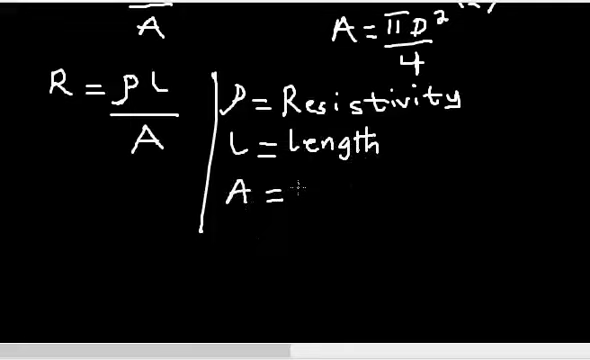 A
A = πD²/4
R = ρL/A
ρ = Resistivity
L = Length
A =